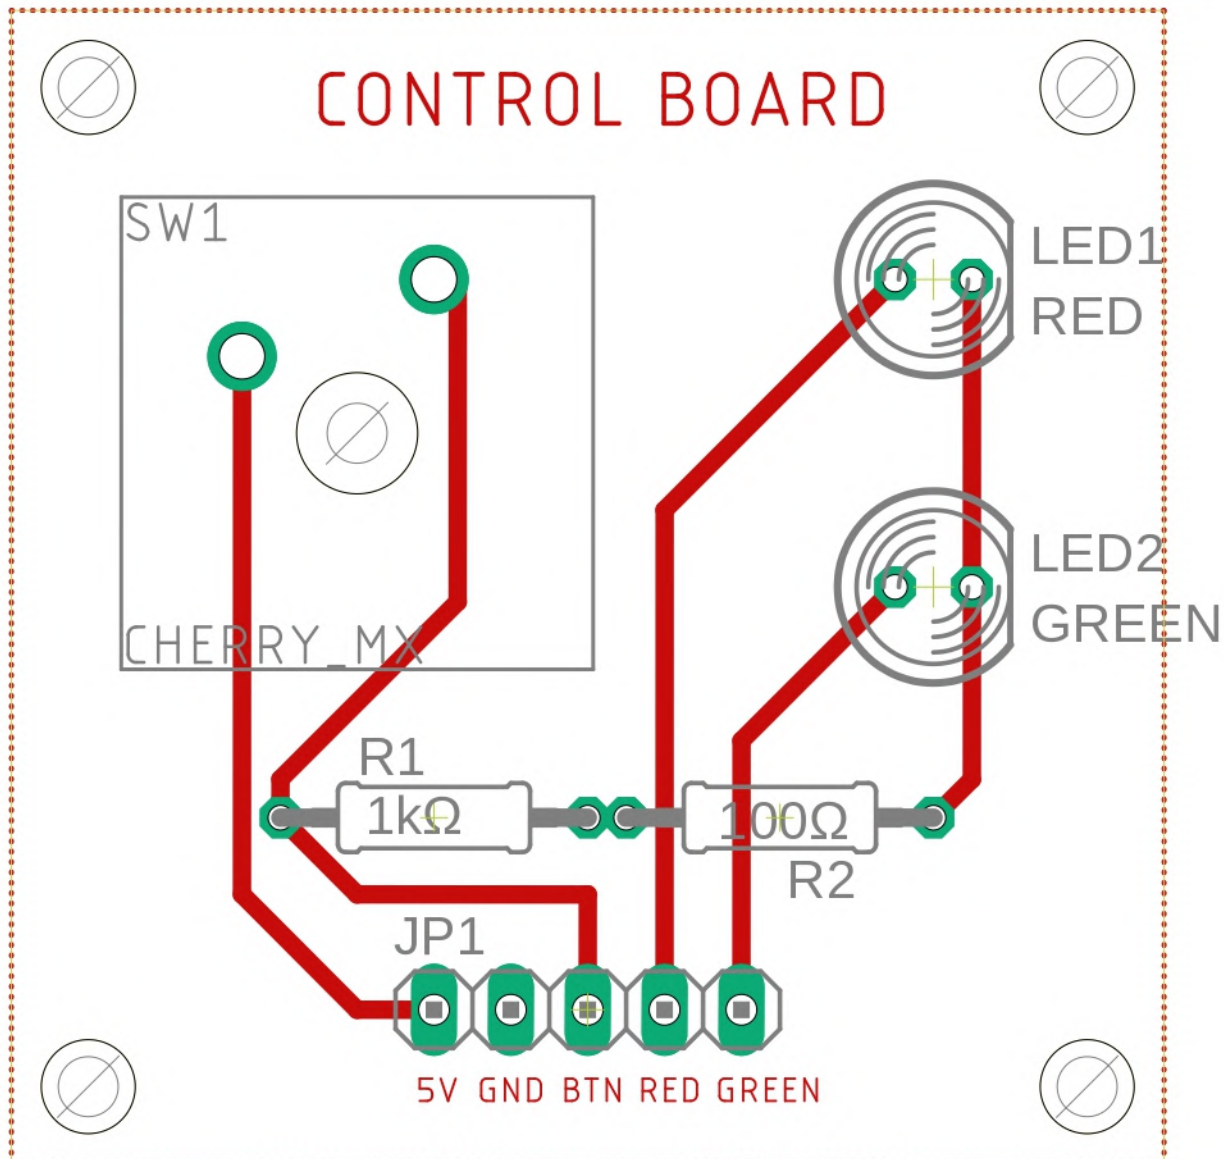 CONTROL BOARD
SW1
LED1
RED
LED2
GREEN
CHERRY_MX
R1
1kΩ
100Ω
R2
JP1
5V GND BTN RED GREEN